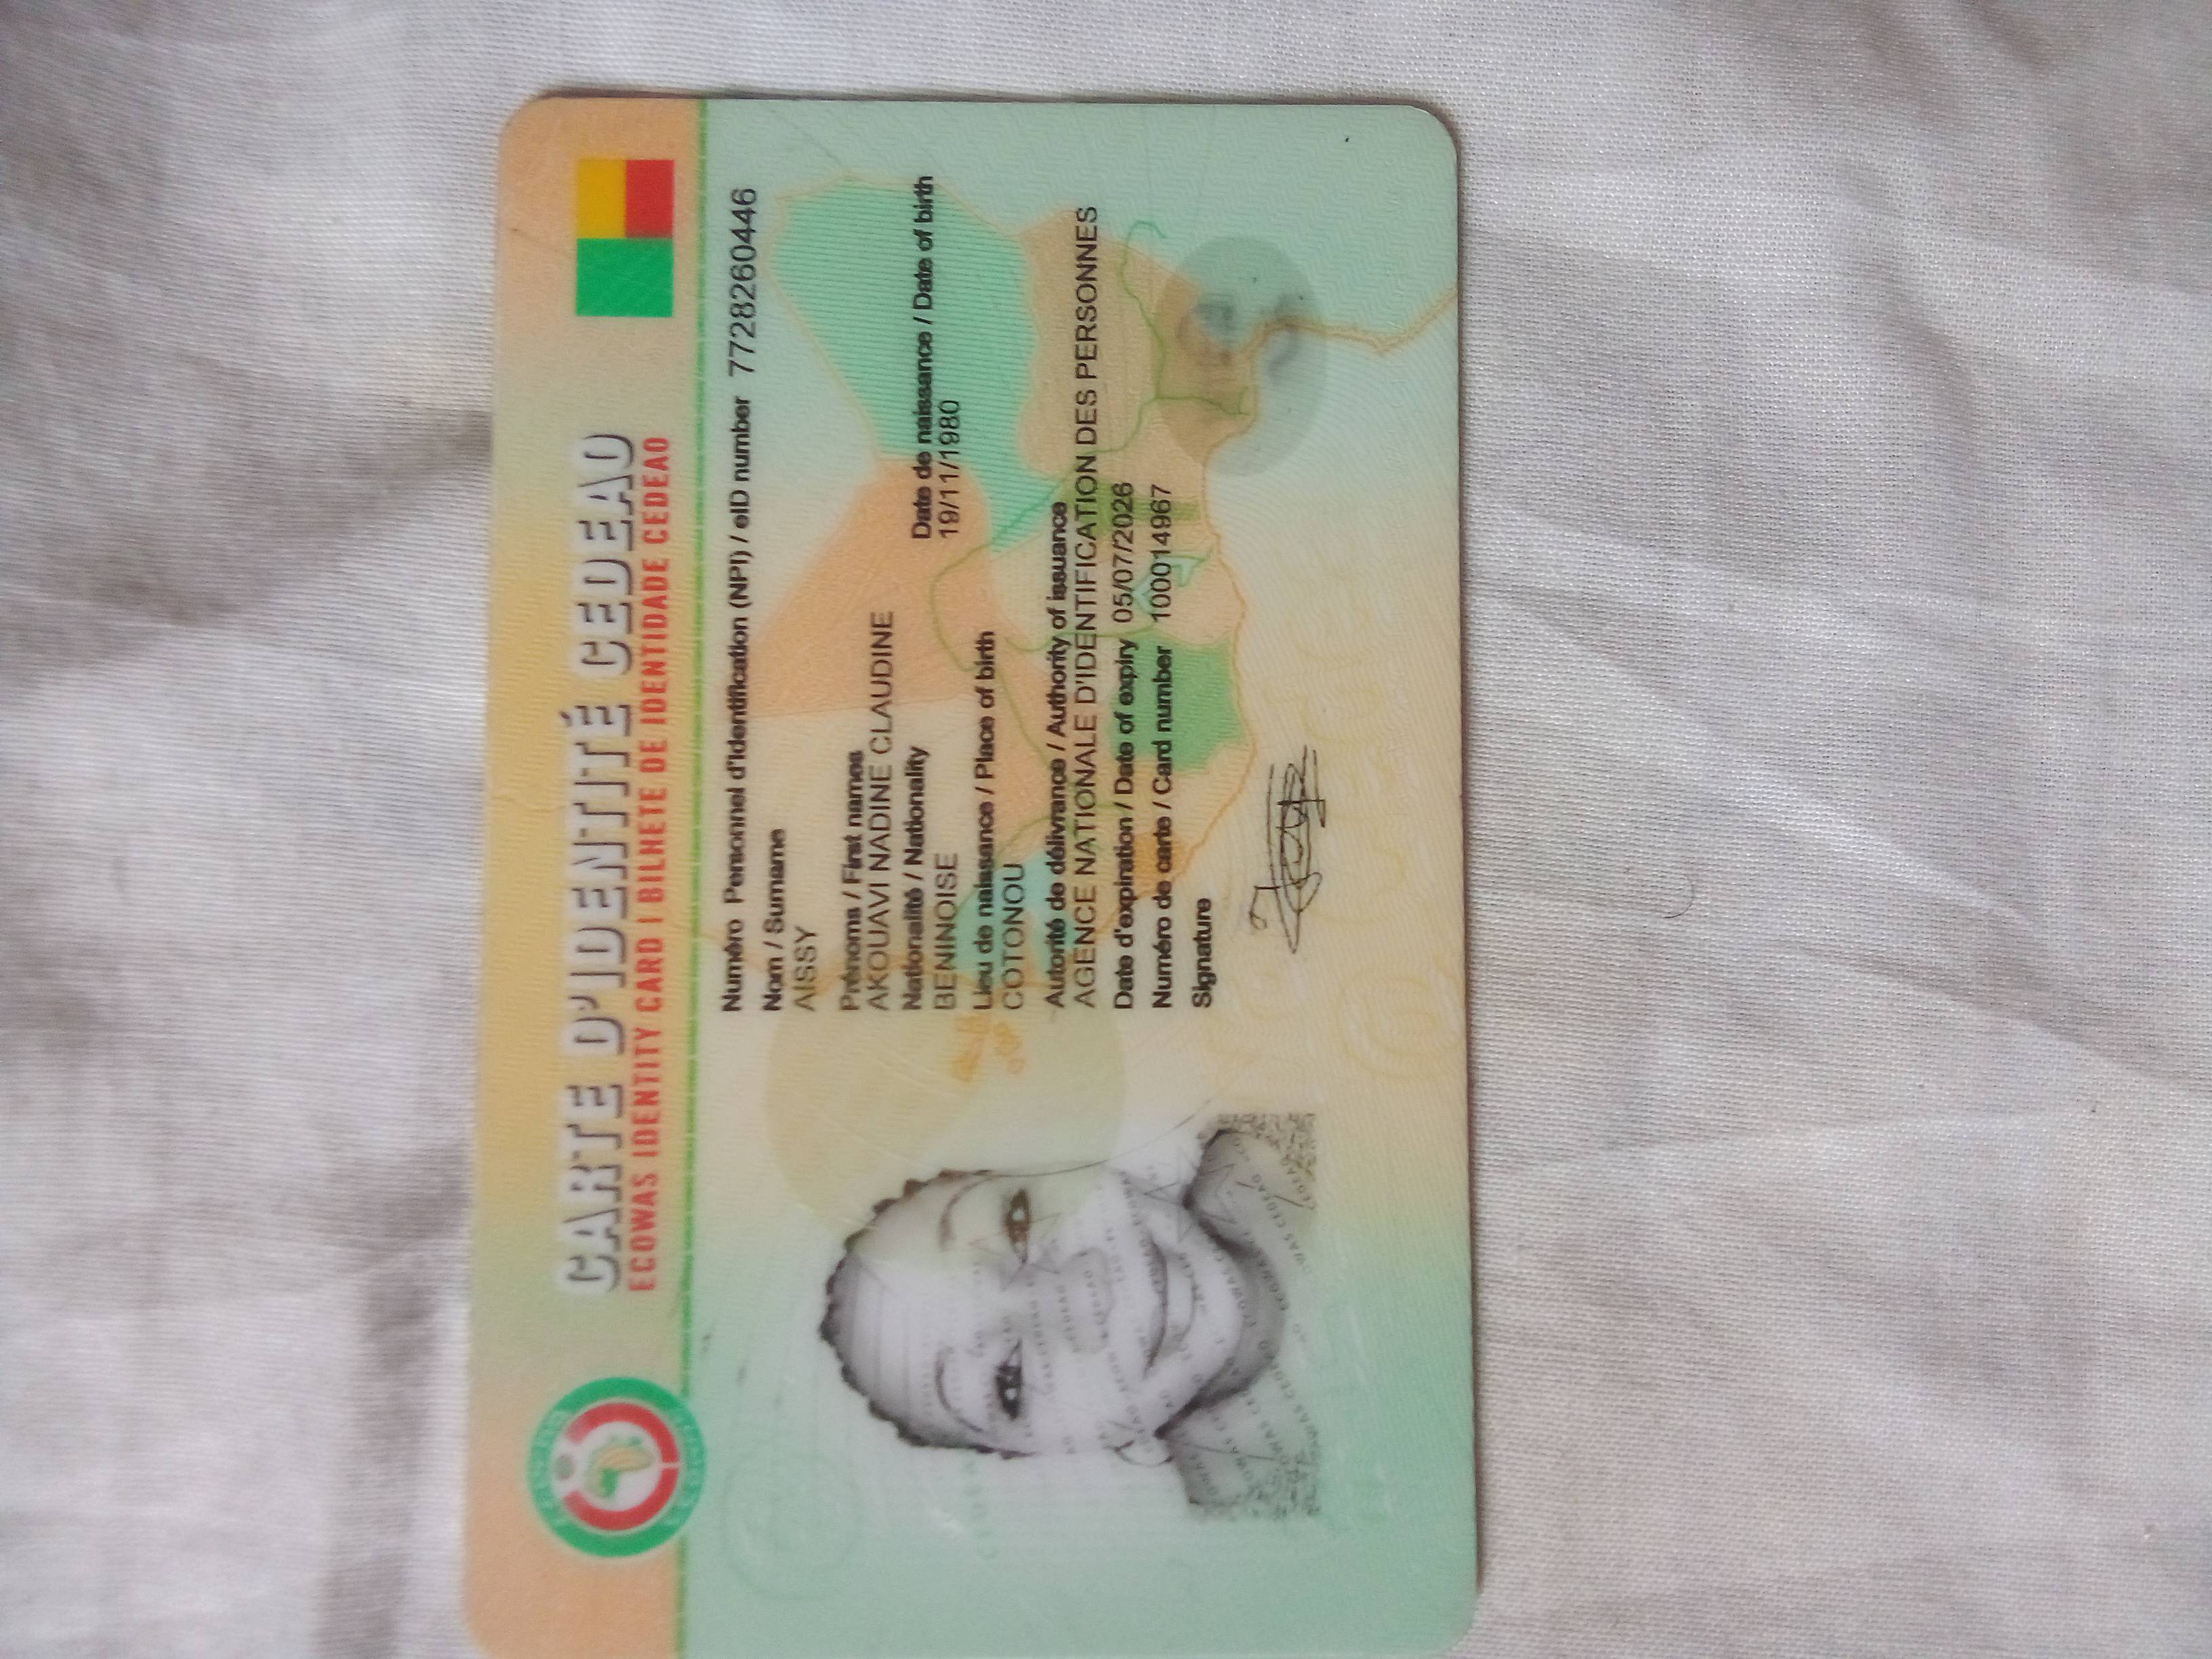 CARTE D'IDENTITÉ CEDEAO
ECOWAS IDENTITY CARD | BILHETE DE IDENTIDADE CEDEAO
Numéro Personnel d'Identification (NPI) / eID number 7728260446
Nom / Surname
AISSY
Prénoms / First names
AKOUAVI NADINE CLAUDINE
Nationalité / Nationality
BENINOISE
Date de naissance / Date of birth
19/11/1980
Lieu de naissance / Place of birth
COTONOU
Autorité de délivrance / Authority of issuance
AGENCE NATIONALE D'IDENTIFICATION DES PERSONNES
Date d'expiration / Date of expiry 05/07/2026
Numéro de carte / Card number 100014967
Signature